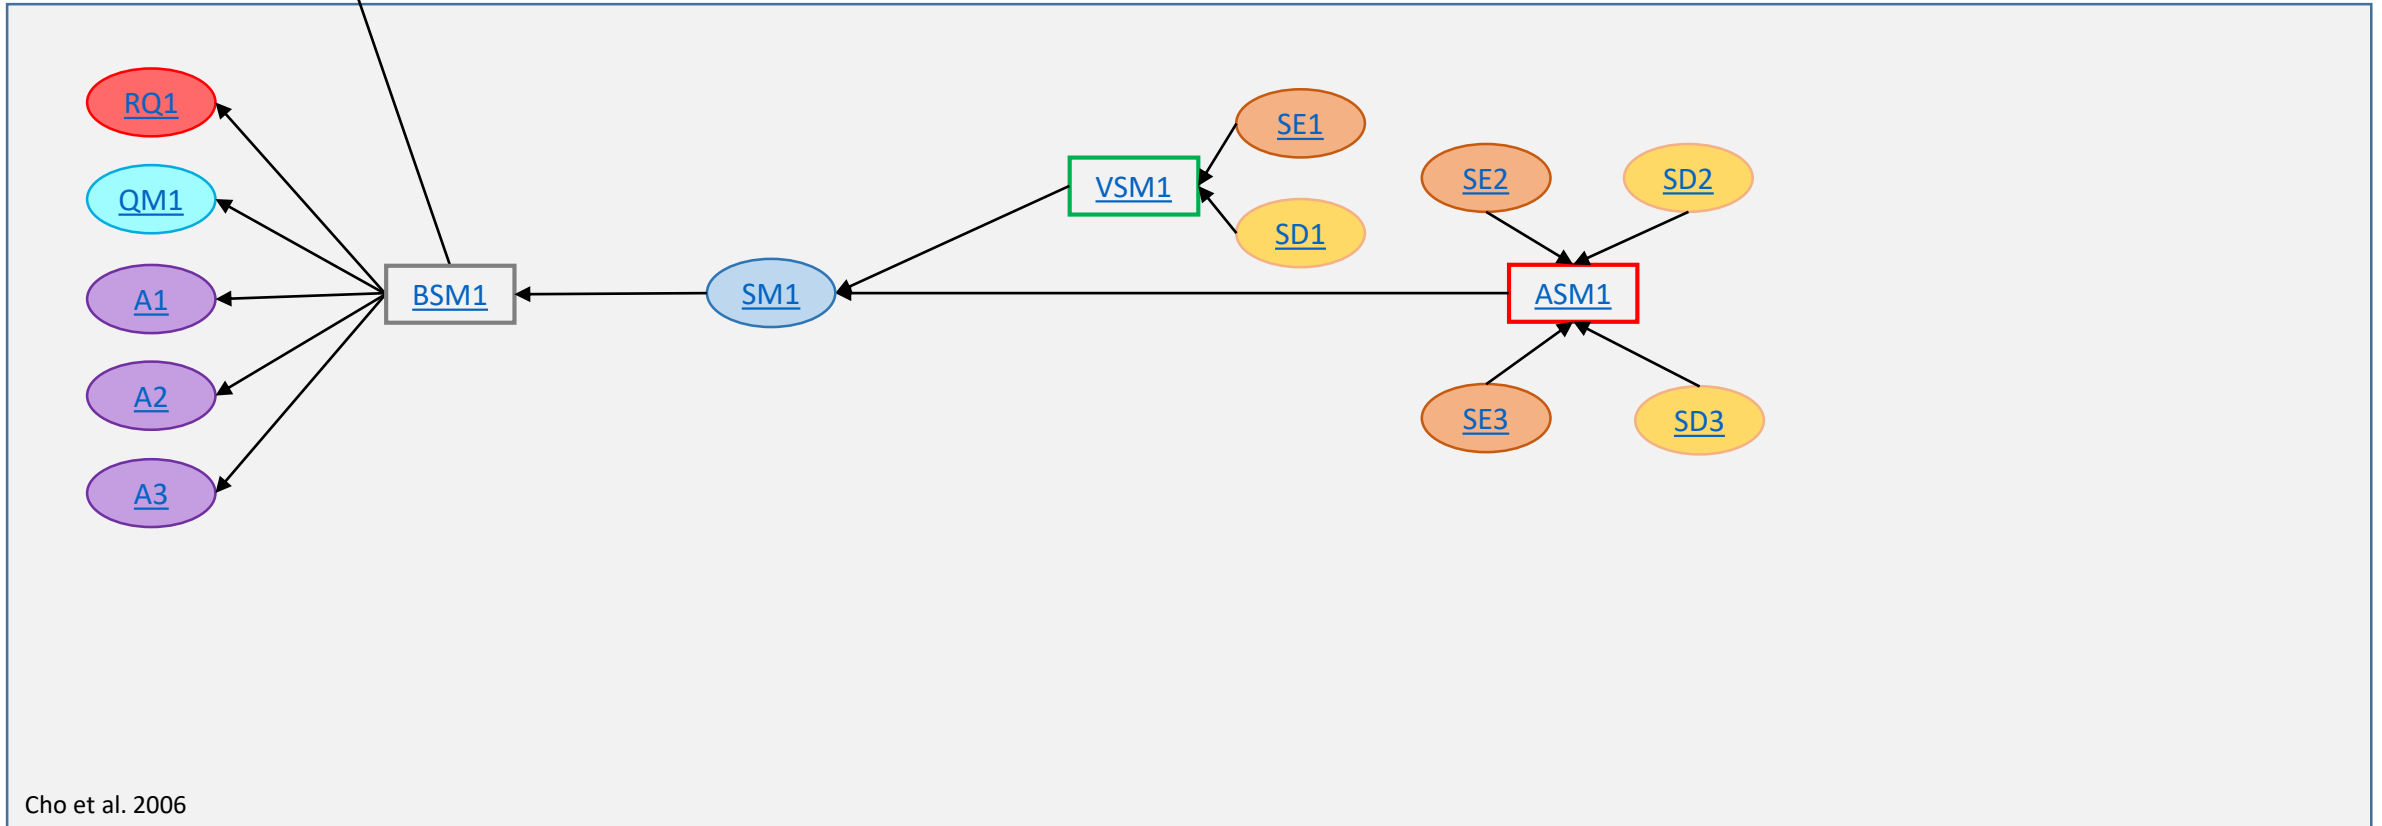 RQ1
QM1
A1
A2
A3
BSM1
SM1
VSM1
SE1
SD1
SE2
SD2
ASM1
SE3
SD3
Cho et al. 2006